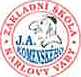 ZÁKLADNÍ ŠKOLA
J.A.
KOMENSKÉHO
KARLOVY VARY